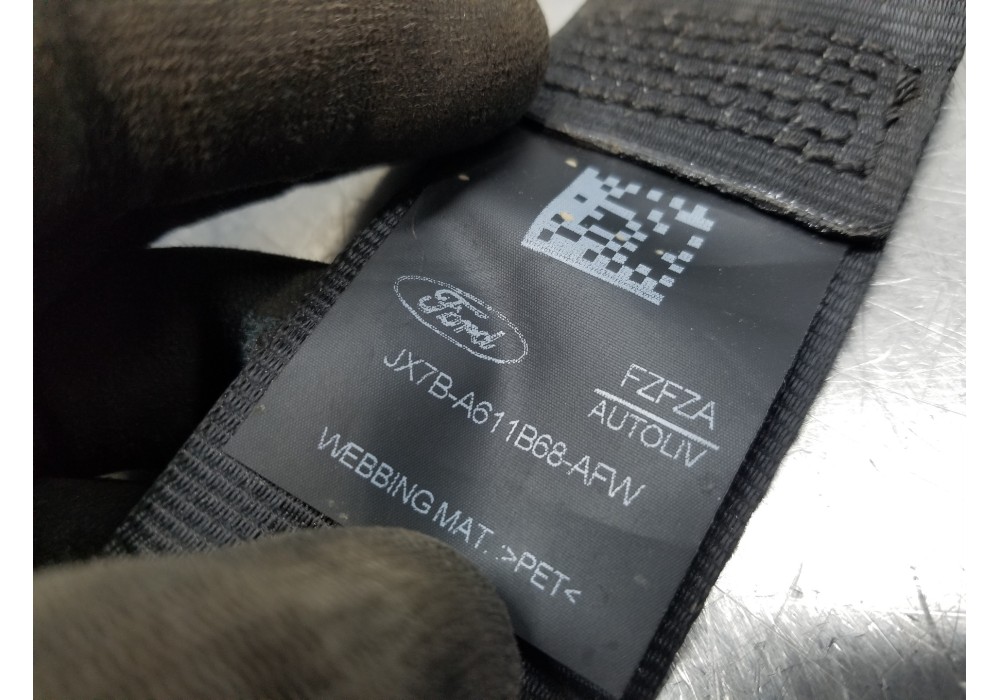 Ford
FZFZA
AUTOLIV
JX7B-A611B68-AFW
WEBBING MAT. >PET<